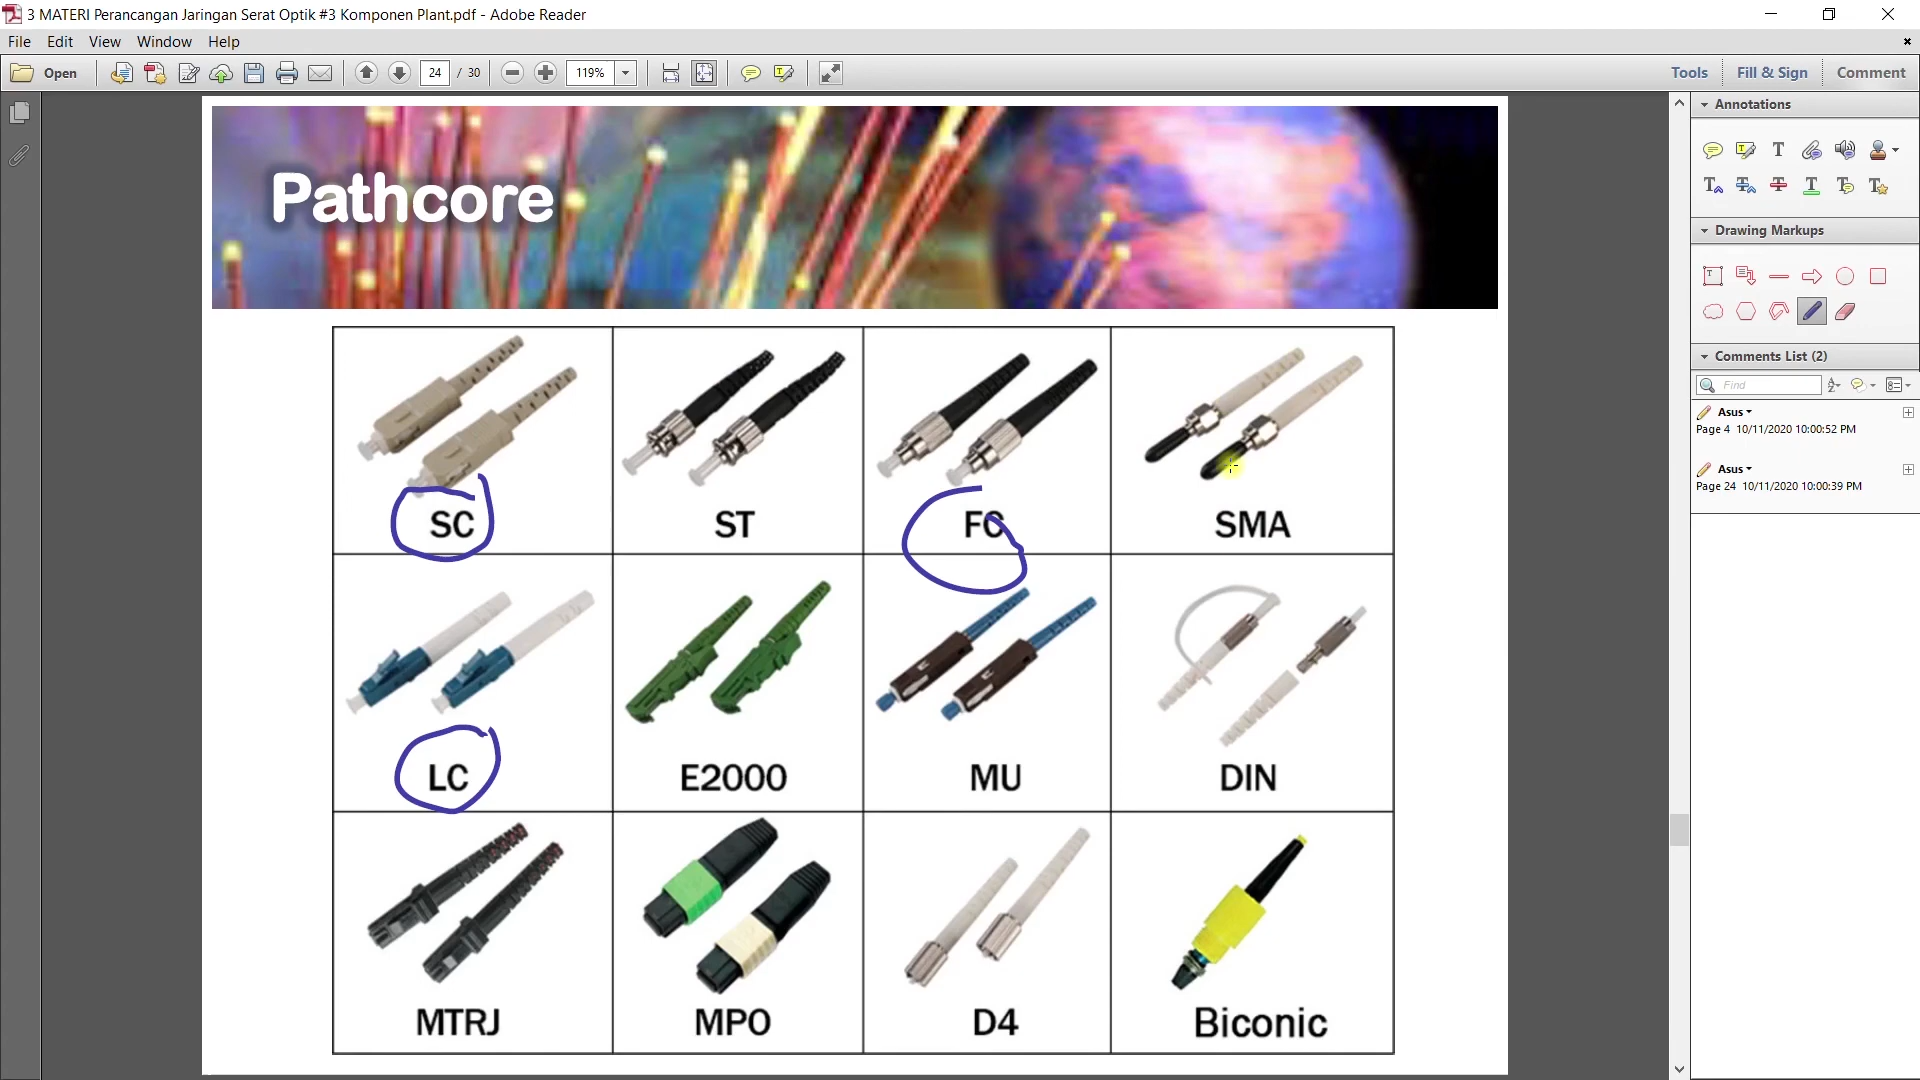 3 MATERI Perancangan Jaringan Serat Optik #3 Komponen Plant.pdf - Adobe Reader
File Edit View Window Help
Open 24 / 30 119% Tools Fill & Sign Comment
Pathcore
SC ST FC SMA
LC E2000 MU DIN
MTRJ MPO D4 Biconic
Annotations
Drawing Markups
Comments List (2)
Find
Asus
Page 4 10/11/2020 10:00:52 PM
Asus
Page 24 10/11/2020 10:00:39 PM